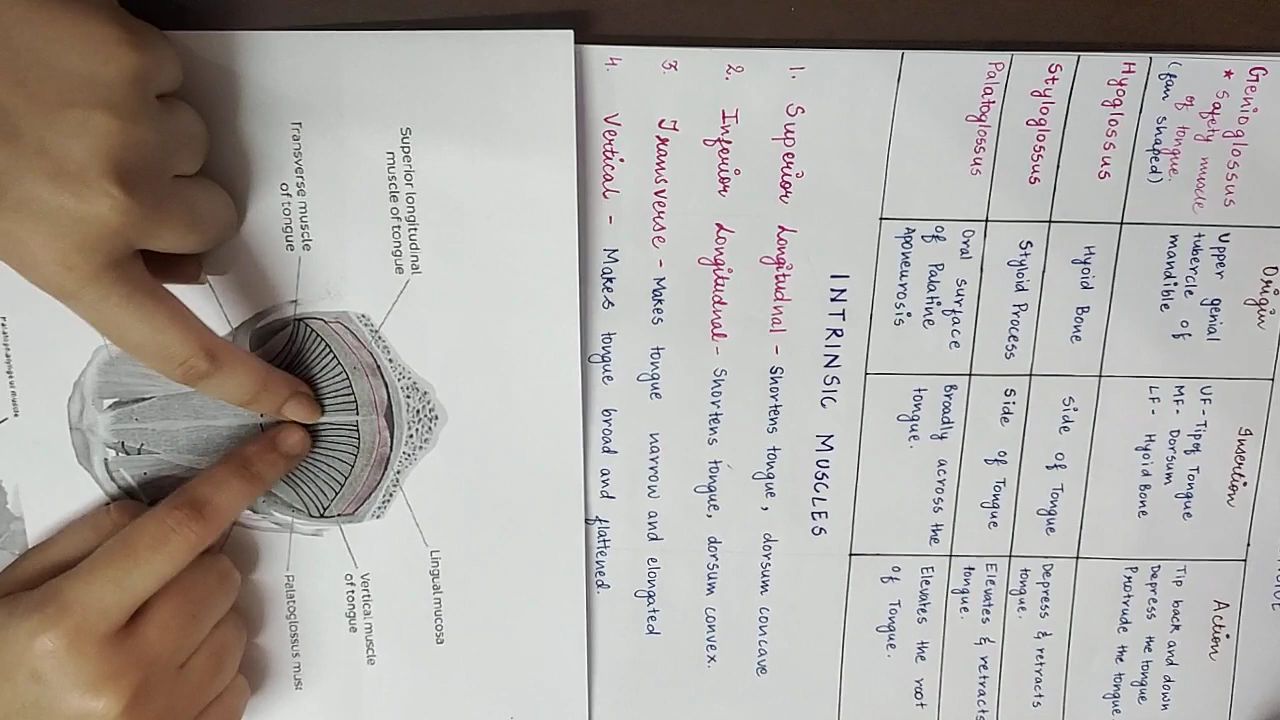 Origin
Insertion
Action
Genioglossus
* Safety muscle
of tongue.
(fan shaped)
Upper genial
tubercle of
mandible
UF-Tip of Tongue
MF- Dorsum
LF- Hyoid Bone
Tip back and down
Depress the tongue
Protrude the tongue
Hyoglossus
Hyoid Bone
Side of Tongue
Depress & retracts
tongue.
Styloglossus
Styloid Process
Side of Tongue
Elevates & retracts
tongue.
Palatoglossus
Oral surface
of Palatine
Aponeurosis
Broadly across the
tongue.
Elevates the root
of Tongue.
INTRINSIC MUSCLES
1. Superior Longitudnal - Shortens tongue, dorsum concave
2. Inferior Longitudnal- Shortens tongue, dorsum convex.
3. Transverse - Makes tongue narrow and elongated
4. Vertical - Makes tongue broad and flattened.
Superior longitudinal
muscle of tongue
Transverse muscle
of tongue
Lingual mucosa
Vertical muscle
of tongue
Palatoglossus musc
Palatopharyngeus muscle